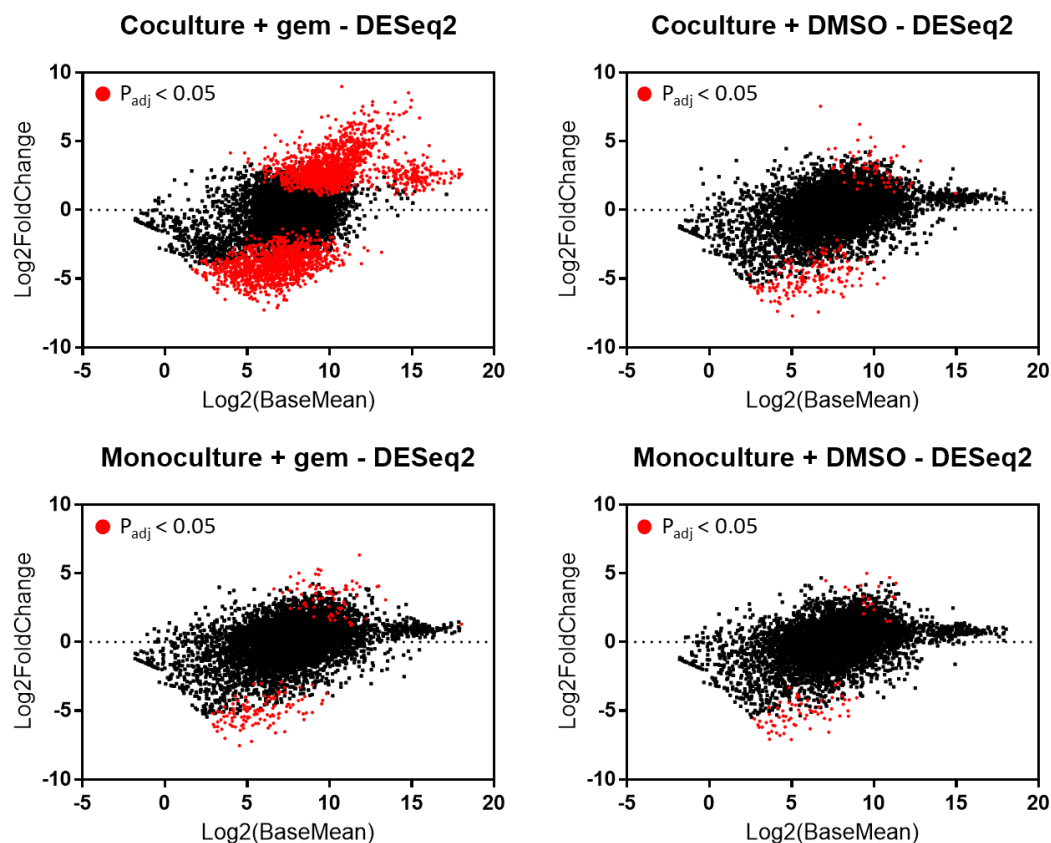 Coculture + gem - DESeq2
P_adj < 0.05
10
5
0
-5
-10
Log2FoldChange
-5 0 5 10 15 20
Log2(BaseMean)
Coculture + DMSO - DESeq2
P_adj < 0.05
10
5
0
-5
-10
Log2FoldChange
-5 0 5 10 15 20
Log2(BaseMean)
Monoculture + gem - DESeq2
P_adj < 0.05
10
5
0
-5
-10
Log2FoldChange
-5 0 5 10 15 20
Log2(BaseMean)
Monoculture + DMSO - DESeq2
P_adj < 0.05
10
5
0
-5
-10
Log2FoldChange
-5 0 5 10 15 20
Log2(BaseMean)